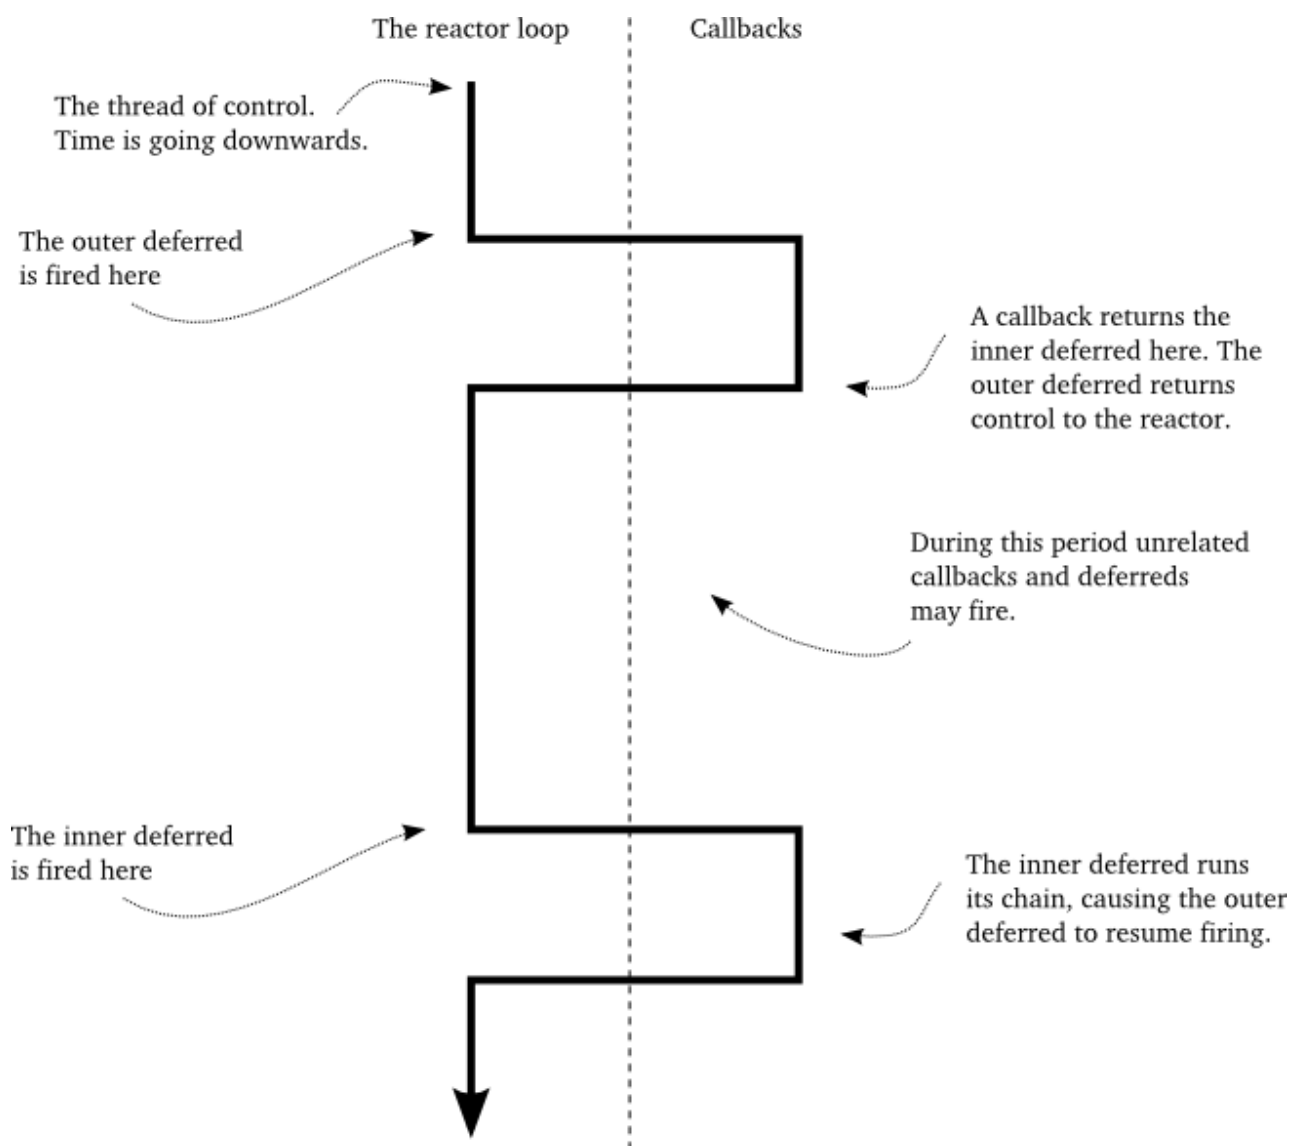 The reactor loop
Callbacks
The thread of control.
Time is going downwards.
The outer deferred
is fired here
A callback returns the
inner deferred here. The
outer deferred returns
control to the reactor.
During this period unrelated
callbacks and deferreds
may fire.
The inner deferred
is fired here
The inner deferred runs
its chain, causing the outer
deferred to resume firing.